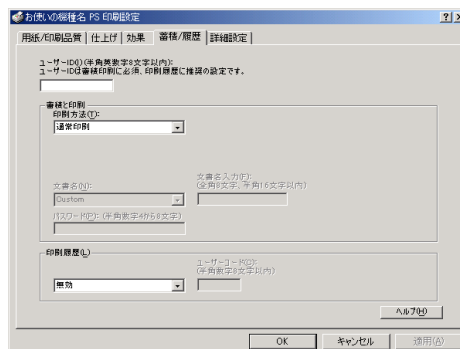 お使いの機種名 PS 印刷設定
用紙/印刷品質 仕上げ 効果 蓄積/履歴 詳細設定
ユーザーID(I)(半角英数字8文字以内):
ユーザーIDは蓄積印刷に必須、印刷履歴に推奨の設定です。
蓄積と印刷
印刷方法(T):
通常印刷
文書名(N):
Custom
文書名入力(F):
(全角8文字、半角16文字以内)
パスワード(P): (半角数字4から8文字)
印刷履歴(L)
無効
ユーザーコード(O):
(半角数字8文字以内)
ヘルプ(H)
OK キャンセル 適用(A)